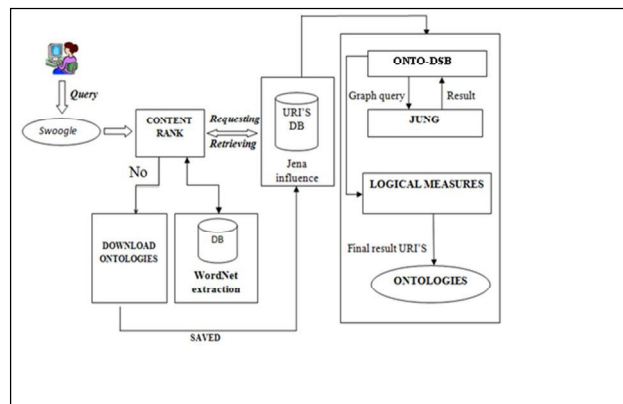 Query
Swoogle
CONTENT
RANK
Requesting
Retrieving
URI'S
DB
Jena
influence
No
DOWNLOAD
ONTOLOGIES
DB
WordNet
extraction
SAVED
ONTO-DSB
Graph query
Result
JUNG
LOGICAL MEASURES
Final result URI'S
ONTOLOGIES